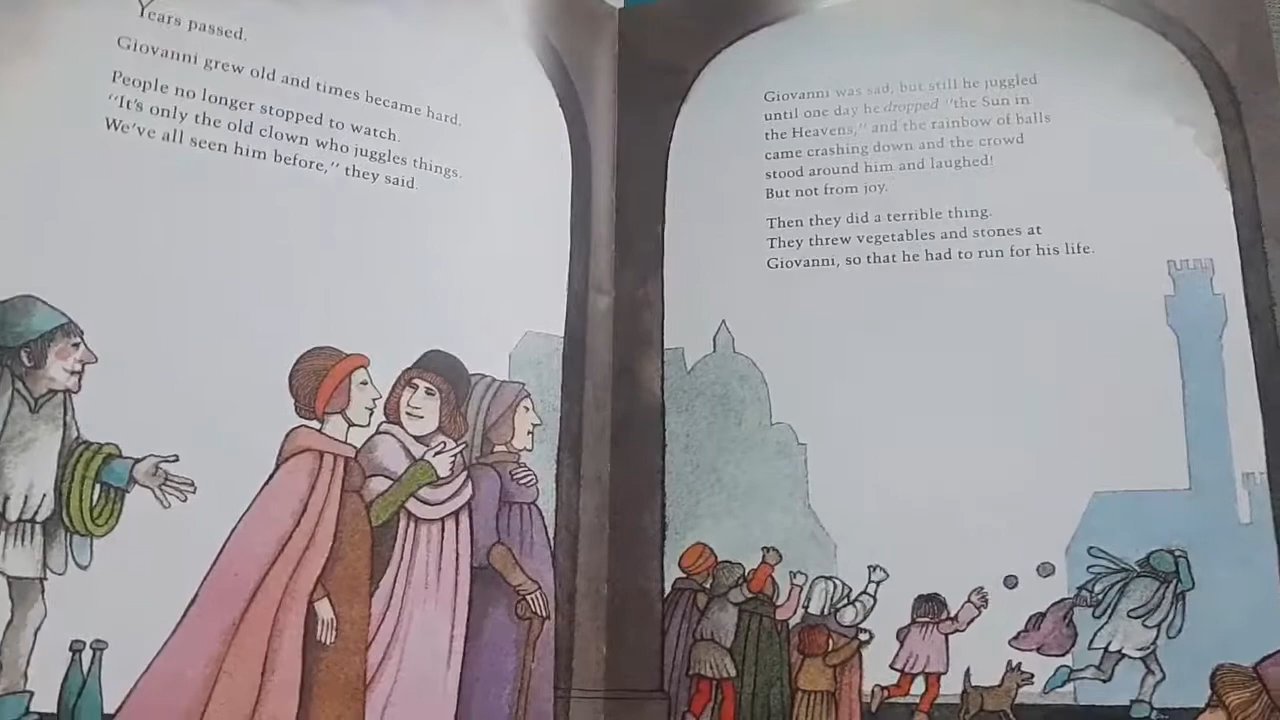 Years passed.
Giovanni grew old and times became hard.
People no longer stopped to watch.
"It's only the old clown who juggles things.
We've all seen him before," they said.
Giovanni was sad, but still he juggled
until one day he dropped "the Sun in
the Heavens," and the rainbow of balls
came crashing down and the crowd
stood around him and laughed!
But not from joy.
Then they did a terrible thing.
They threw vegetables and stones at
Giovanni, so that he had to run for his life.